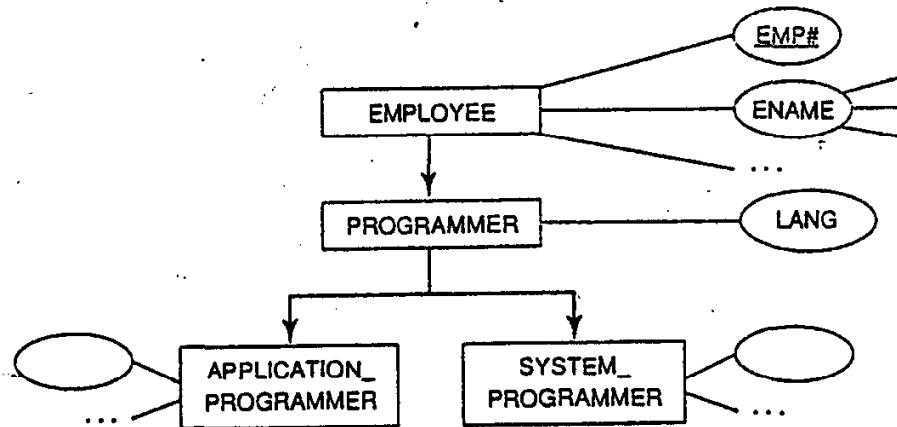 EMP#
EMPLOYEE
ENAME
...
PROGRAMMER
LANG
APPLICATION_
PROGRAMMER
SYSTEM_
PROGRAMMER
...
...